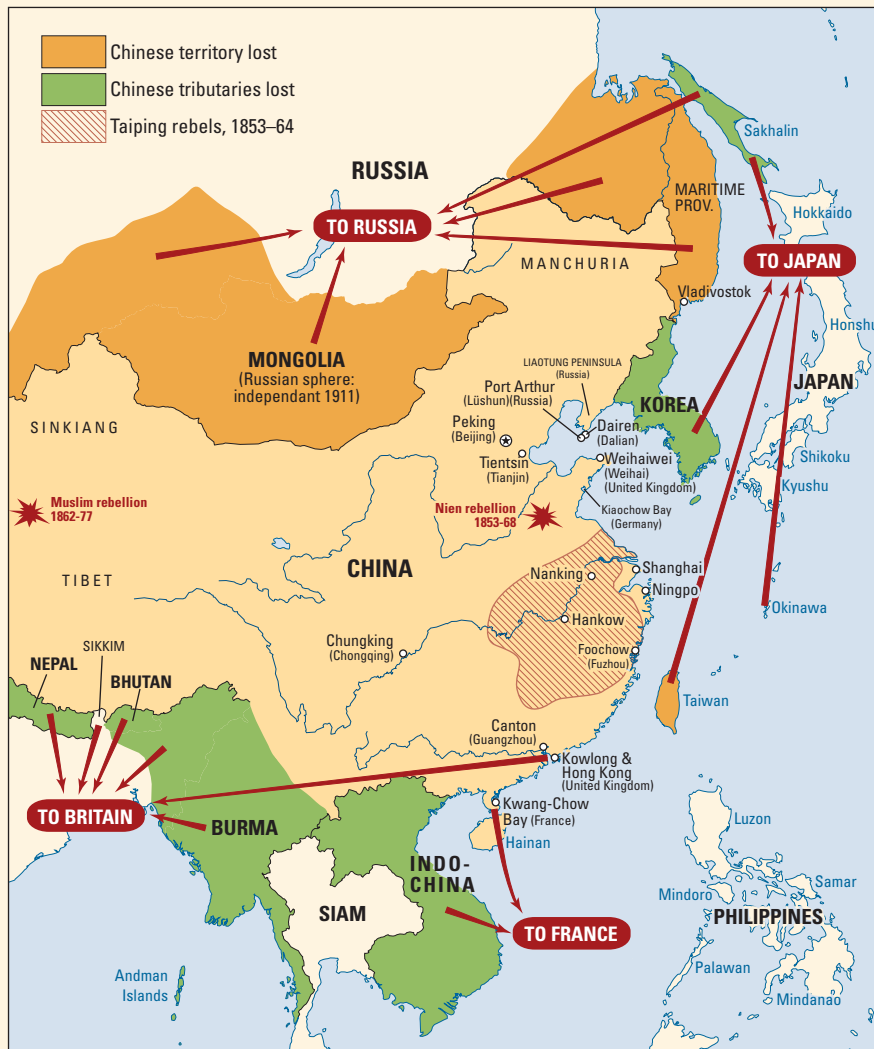 Chinese territory lost
Chinese tributaries lost
Taiping rebels, 1853–64
RUSSIA
TO RUSSIA
Sakhalin
MARITIME
PROV.
Hokkaido
TO JAPAN
MANCHURIA
Vladivostok
Honshu
MONGOLIA
(Russian sphere:
independant 1911)
LIAOTUNG PENINSULA
(Russia)
Port Arthur
(Lüshun)(Russia)
KOREA
JAPAN
SINKIANG
Peking
(Beijing)
Dairen
(Dalian)
Tientsin
(Tianjin)
Weihaiwei
(Weihai)
(United Kingdom)
Shikoku
Kyushu
Muslim rebellion
1862-77
Nien rebellion
1853-68
Kiaochow Bay
(Germany)
CHINA
TIBET
Nanking
Shanghai
Ningpo
Okinawa
Hankow
Chungking
(Chongqing)
Foochow
(Fuzhou)
NEPAL
SIKKIM
BHUTAN
Taiwan
Canton
(Guangzhou)
Kowlong &
Hong Kong
(United Kingdom)
TO BRITAIN
BURMA
Kwang-Chow
Bay (France)
Hainan
Luzon
INDO-
CHINA
SIAM
TO FRANCE
Mindoro
Samar
PHILIPPINES
Palawan
Mindanao
Andman
Islands